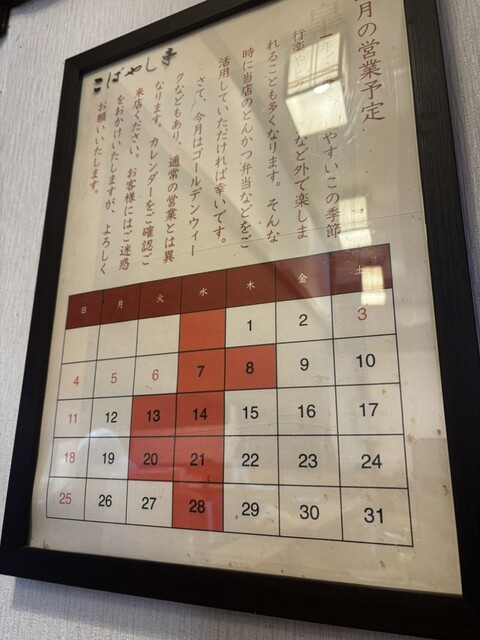 月の営業予定
やすいこの季節
行楽や
など外で楽しま
れることも多くなります。そんな
時に当店のとんかつ弁当などをご
活用していただければ幸いです。
さて、今月はゴールデンウィー
クなどもあり、通常の営業とは異
なります。カレンダーをご確認ご
来店ください。お客様にはご迷惑
をおかけいたしますが、よろしく
お願いいたします。
こばやし亭
日 月 火 水 木 金 土
1 2 3
4 5 6 7 8 9 10
11 12 13 14 15 16 17
18 19 20 21 22 23 24
25 26 27 28 29 30 31